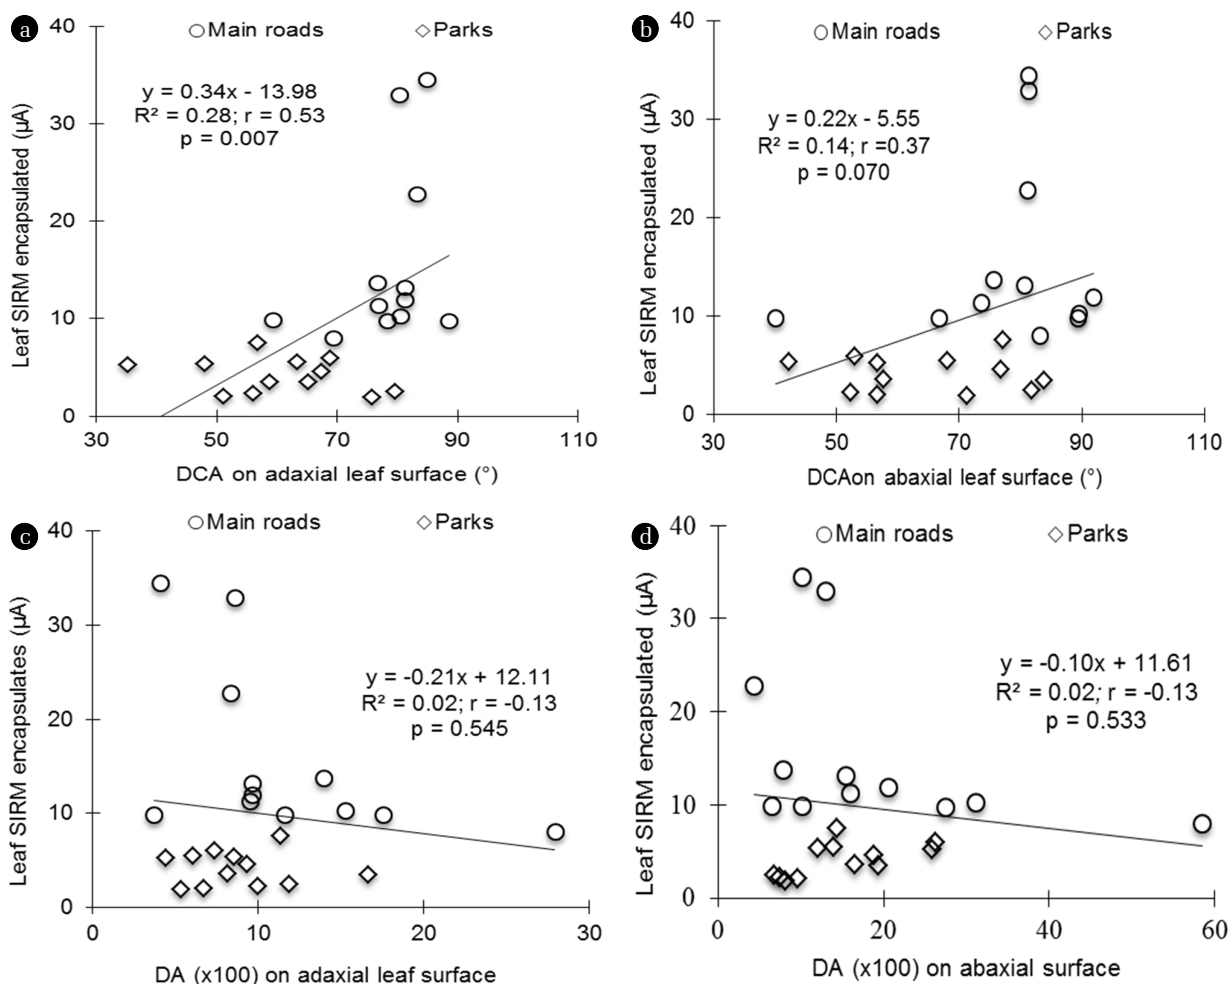 a
Main roads
Parks
y = 0.34x - 13.98
R² = 0.28; r = 0.53
p = 0.007
Leaf SIRM encapsulated (µA)
40
30
20
10
0
30 50 70 90 110
DCA on adaxial leaf surface (°)
b
Main roads
Parks
y = 0.22x - 5.55
R² = 0.14; r =0.37
p = 0.070
Leaf SIRM encapsulated (µA)
40
30
20
10
0
30 50 70 90 110
DCAon abaxial leaf surface (°)
c
Main roads
Parks
y = -0.21x + 12.11
R² = 0.02; r = -0.13
p = 0.545
Leaf SIRM encapsulates (µA)
40
30
20
10
0
0 10 20 30
DA (x100) on adaxial leaf surface
d
Main roads
Parks
y = -0.10x + 11.61
R² = 0.02; r = -0.13
p = 0.533
Leaf SIRM encapsulated (µA)
40
30
20
10
0
0 20 40 60
DA (x100) on abaxial surface